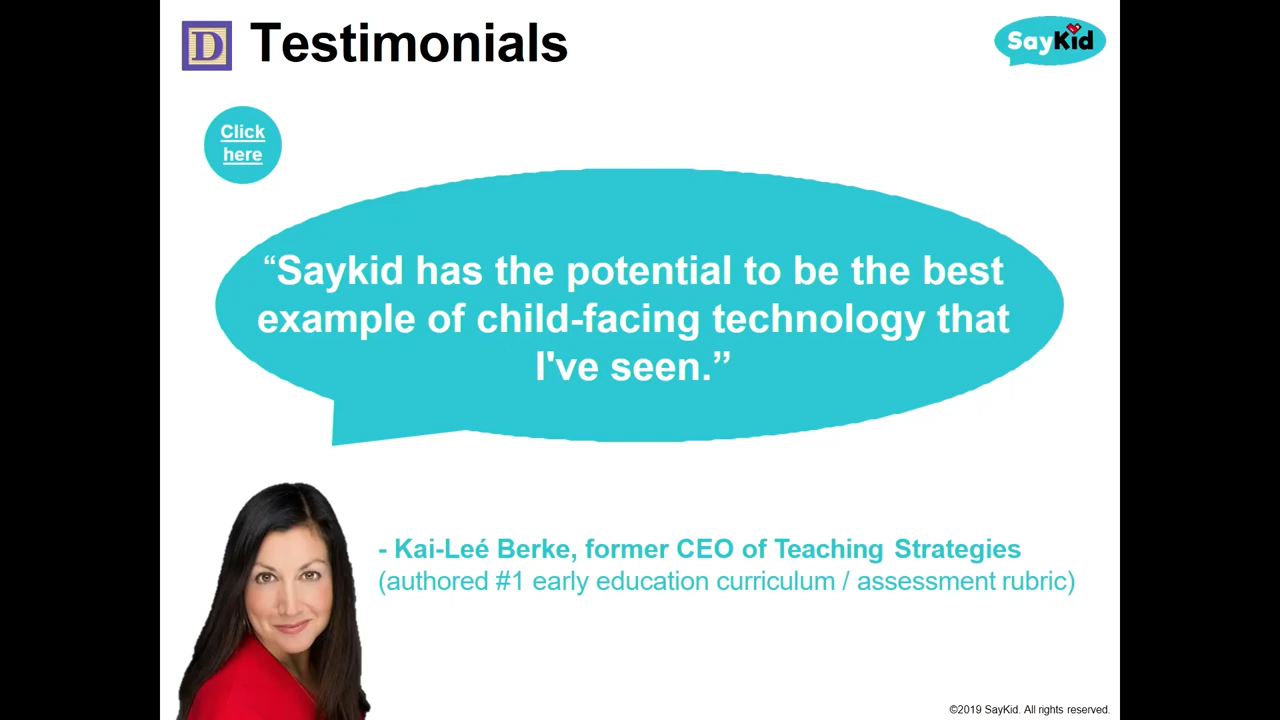 D Testimonials
SayKid
Click
here
“Saykid has the potential to be the best
example of child-facing technology that
I've seen.”
- Kai-Leé Berke, former CEO of Teaching Strategies
(authored #1 early education curriculum / assessment rubric)
©2019 SayKid. All rights reserved.